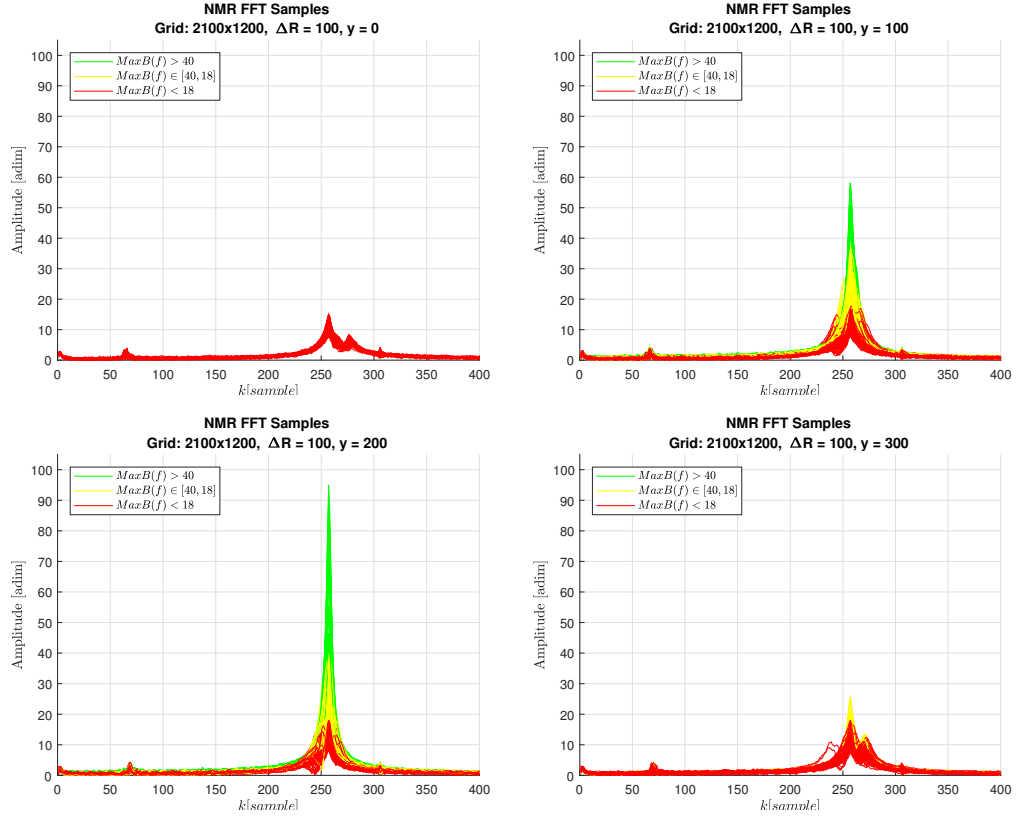 NMR FFT Samples
Grid: 2100x1200, ΔR = 100, y = 0
MaxB(f) > 40
MaxB(f) ∈ [40, 18]
MaxB(f) < 18
Amplitude [adim]
100
90
80
70
60
50
40
30
20
10
0
0 50 100 150 200 250 300 350 400
k[sample]
NMR FFT Samples
Grid: 2100x1200, ΔR = 100, y = 100
MaxB(f) > 40
MaxB(f) ∈ [40, 18]
MaxB(f) < 18
Amplitude [adim]
100
90
80
70
60
50
40
30
20
10
0
0 50 100 150 200 250 300 350 400
k[sample]
NMR FFT Samples
Grid: 2100x1200, ΔR = 100, y = 200
MaxB(f) > 40
MaxB(f) ∈ [40, 18]
MaxB(f) < 18
Amplitude [adim]
100
90
80
70
60
50
40
30
20
10
0
0 50 100 150 200 250 300 350 400
k[sample]
NMR FFT Samples
Grid: 2100x1200, ΔR = 100, y = 300
MaxB(f) > 40
MaxB(f) ∈ [40, 18]
MaxB(f) < 18
Amplitude [adim]
100
90
80
70
60
50
40
30
20
10
0
0 50 100 150 200 250 300 350 400
k[sample]